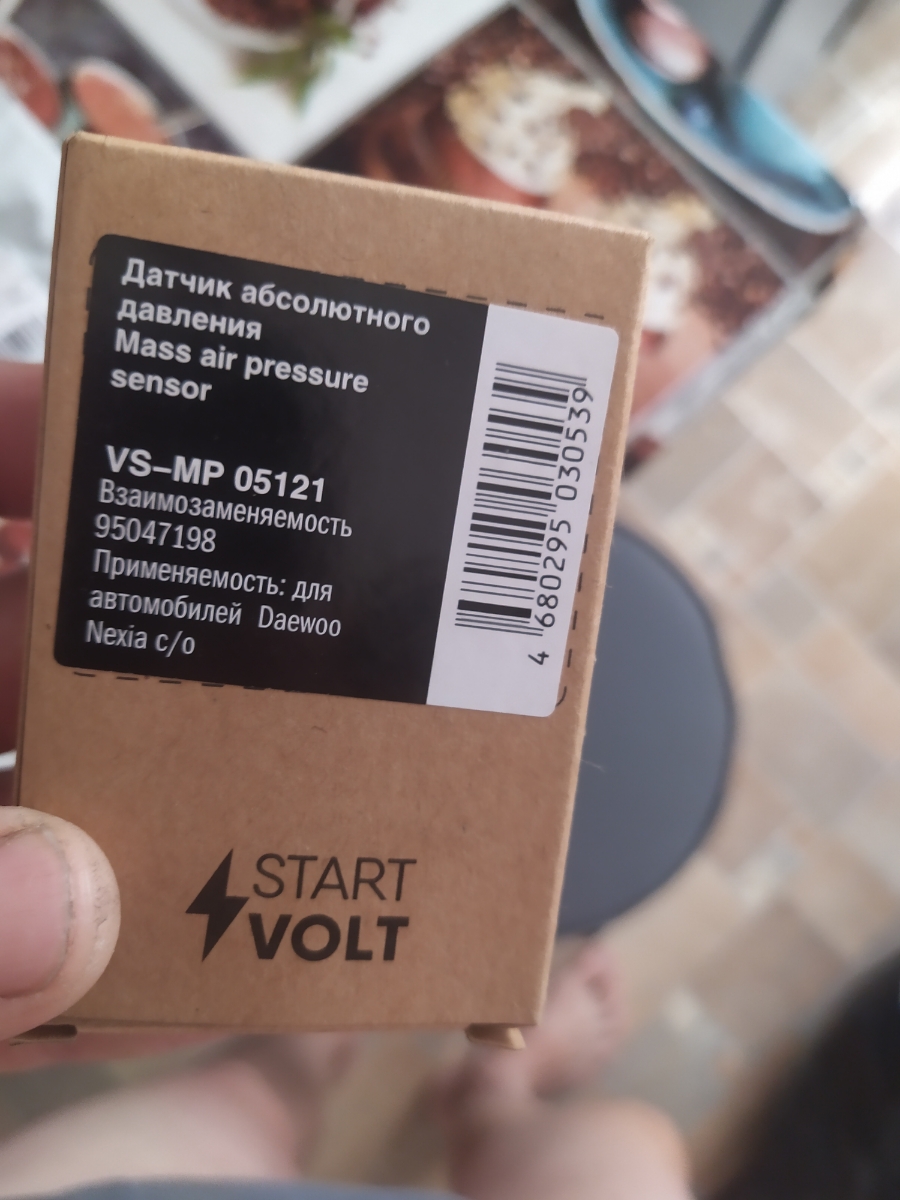 Датчик абсолютного
давления
Mass air pressure
sensor
VS–MP 05121
Взаимозаменяемость
95047198
Применяемость: для
автомобилей Daewoo
Nexia с/о
4 680295 030539
START
VOLT